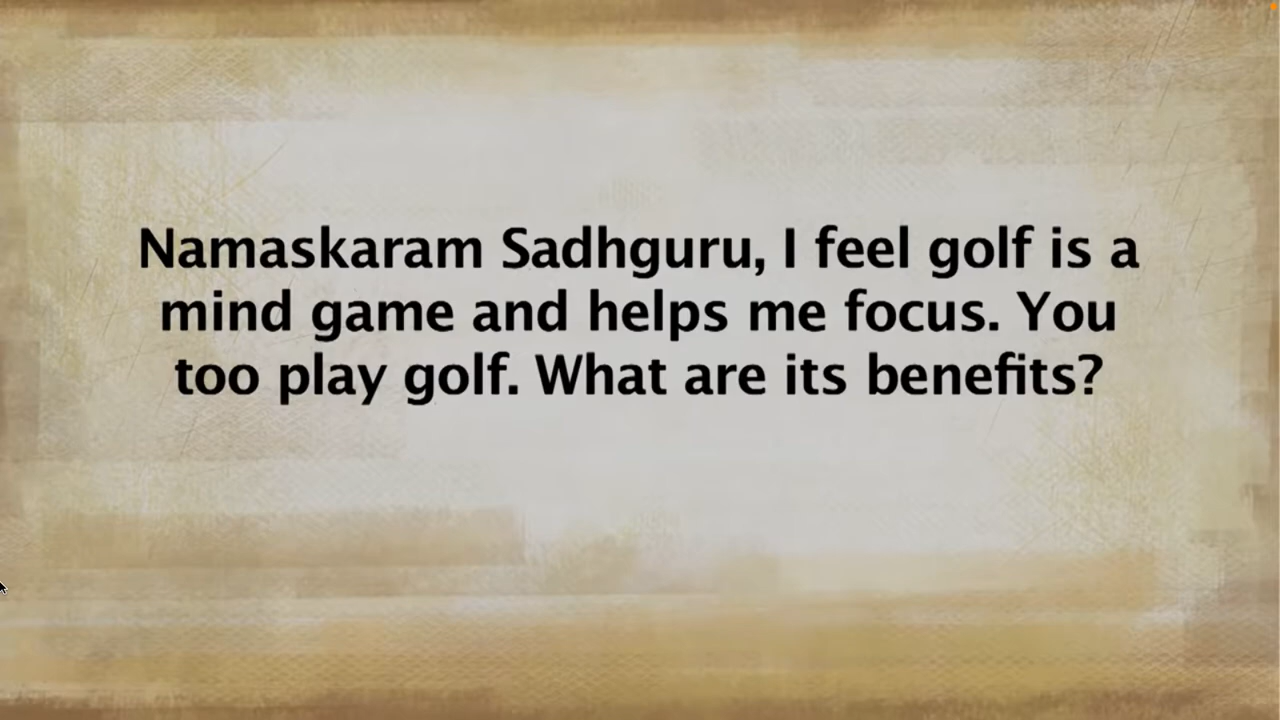 Namaskaram Sadhguru, I feel golf is a
mind game and helps me focus. You
too play golf. What are its benefits?